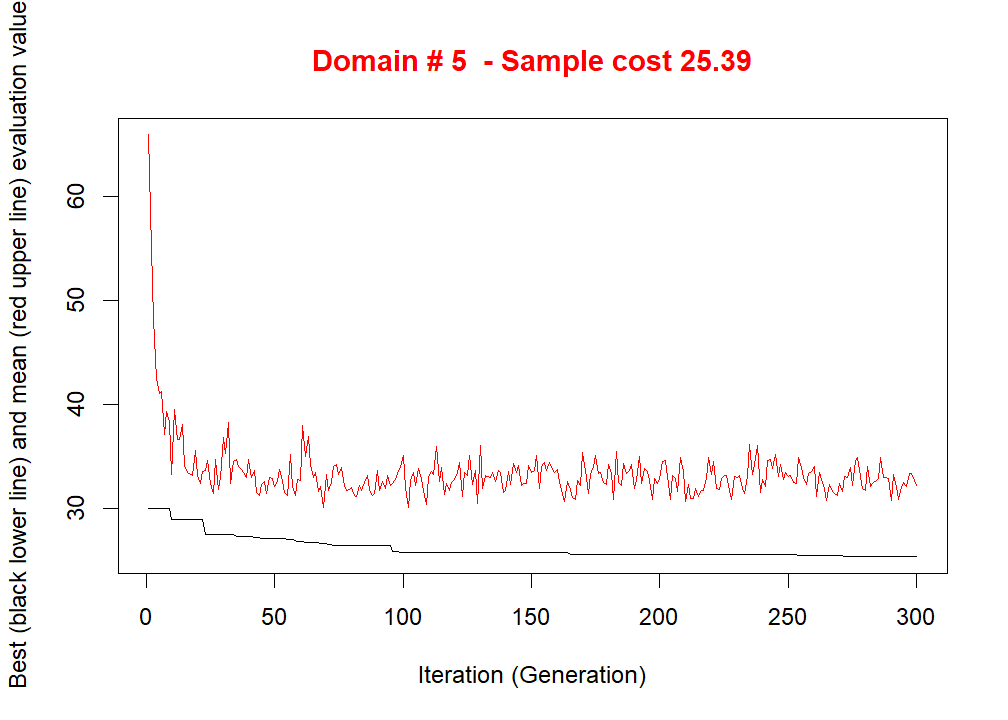 Domain # 5  - Sample cost 25.39
Best (black lower line) and mean (red upper line) evaluation value
60
50
40
30
0 50 100 150 200 250 300
Iteration (Generation)